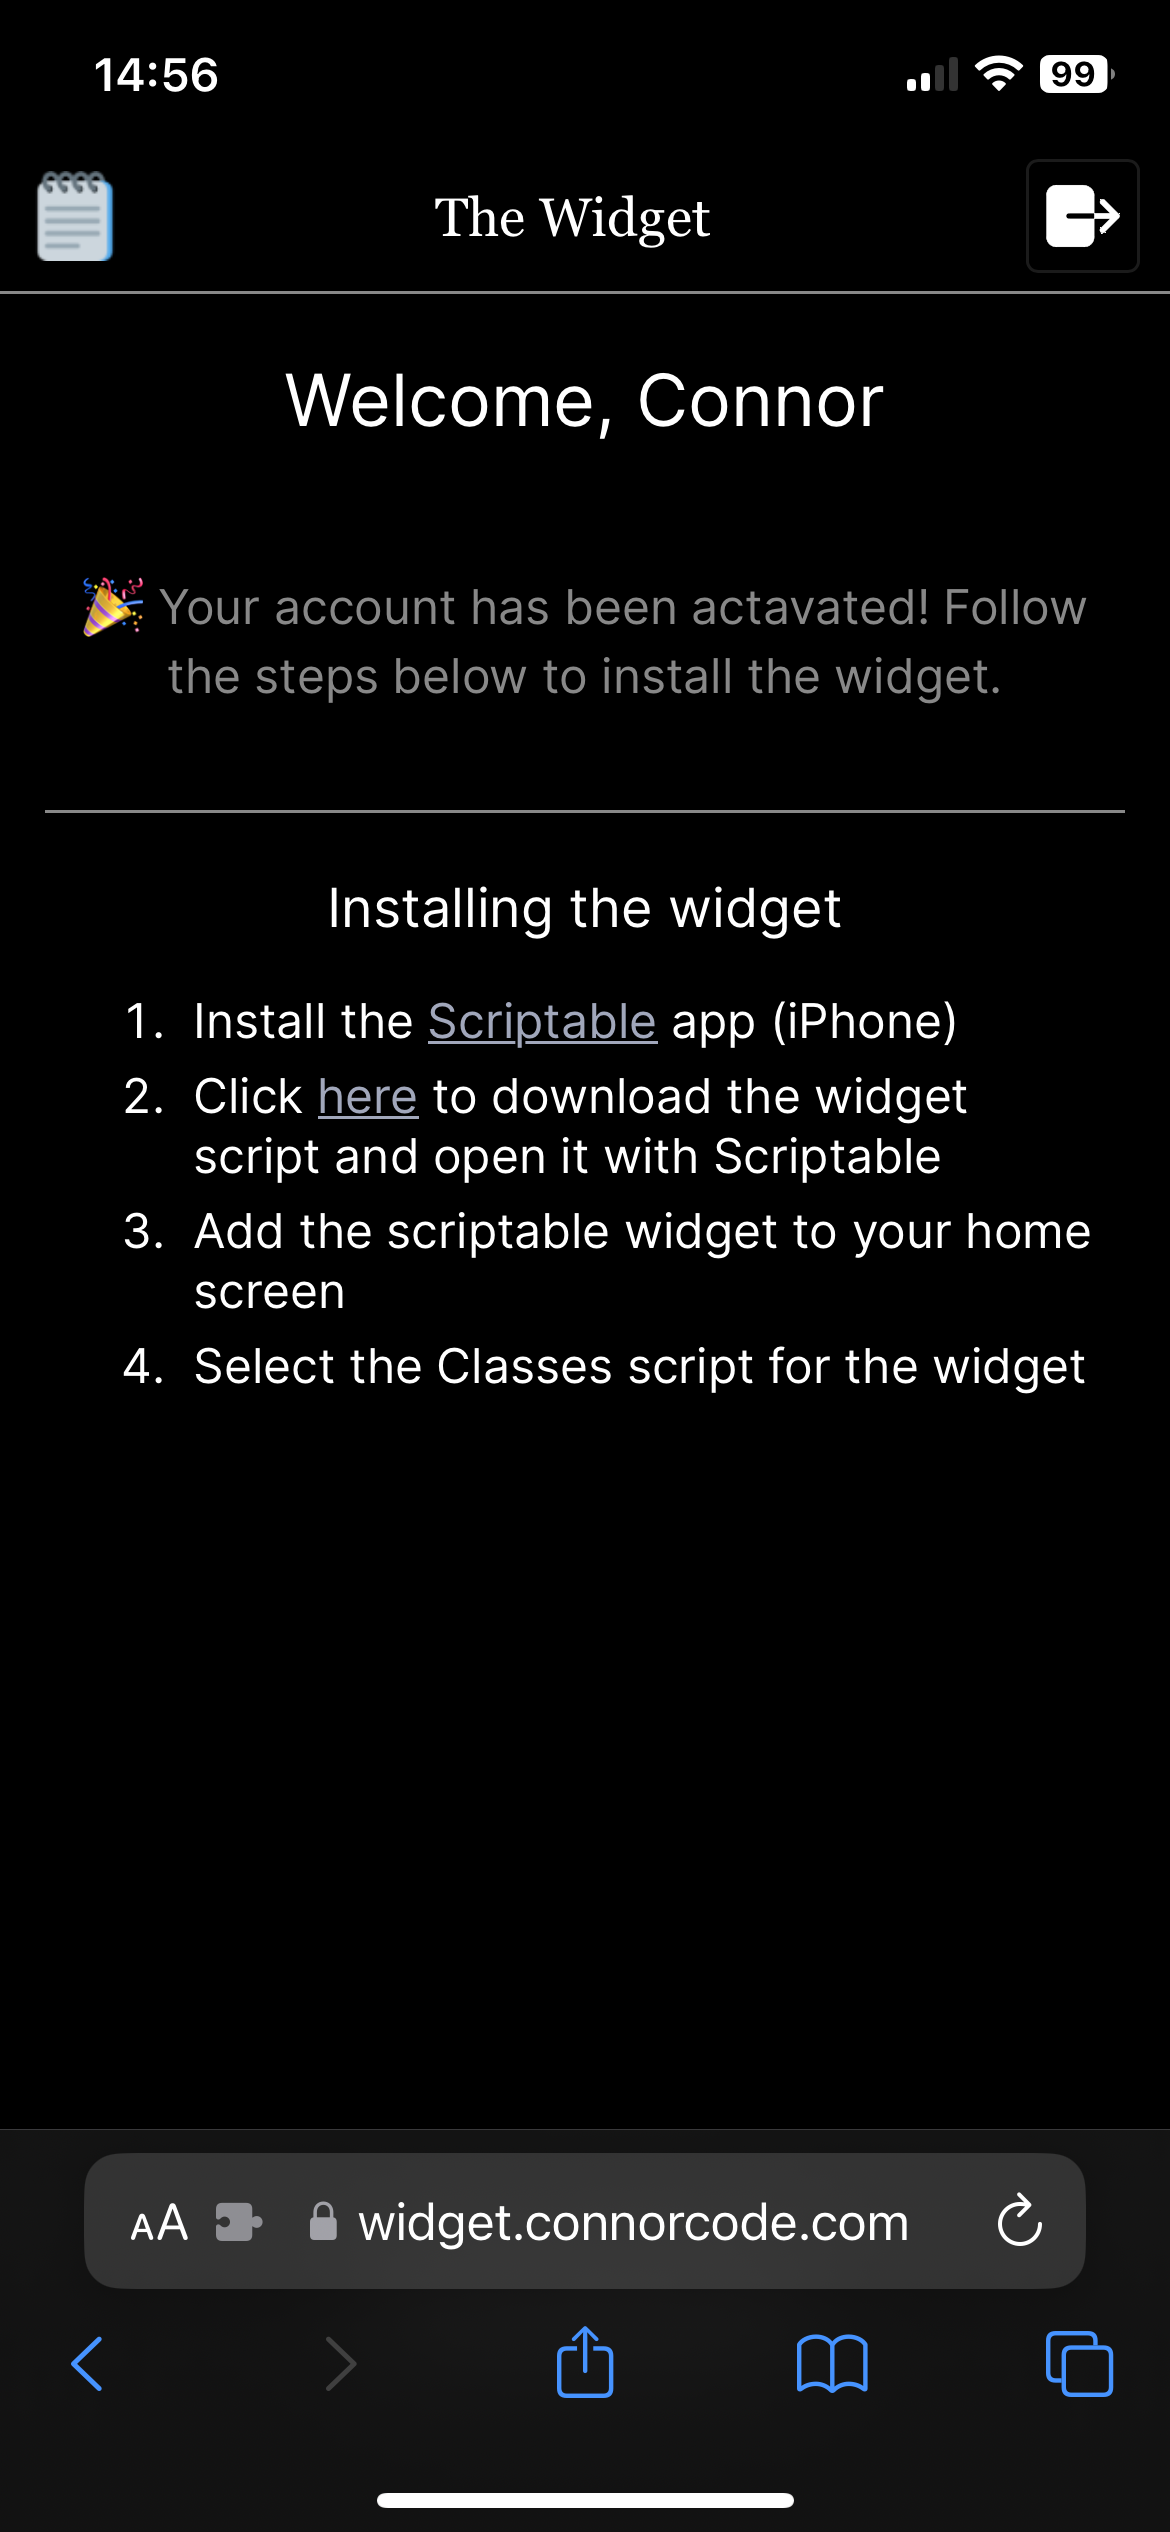 14:56
99
The Widget
Welcome, Connor
🎉 Your account has been actavated! Follow
the steps below to install the widget.
Installing the widget
1. Install the Scriptable app (iPhone)
2. Click here to download the widget
script and open it with Scriptable
3. Add the scriptable widget to your home
screen
4. Select the Classes script for the widget
AA widget.connorcode.com